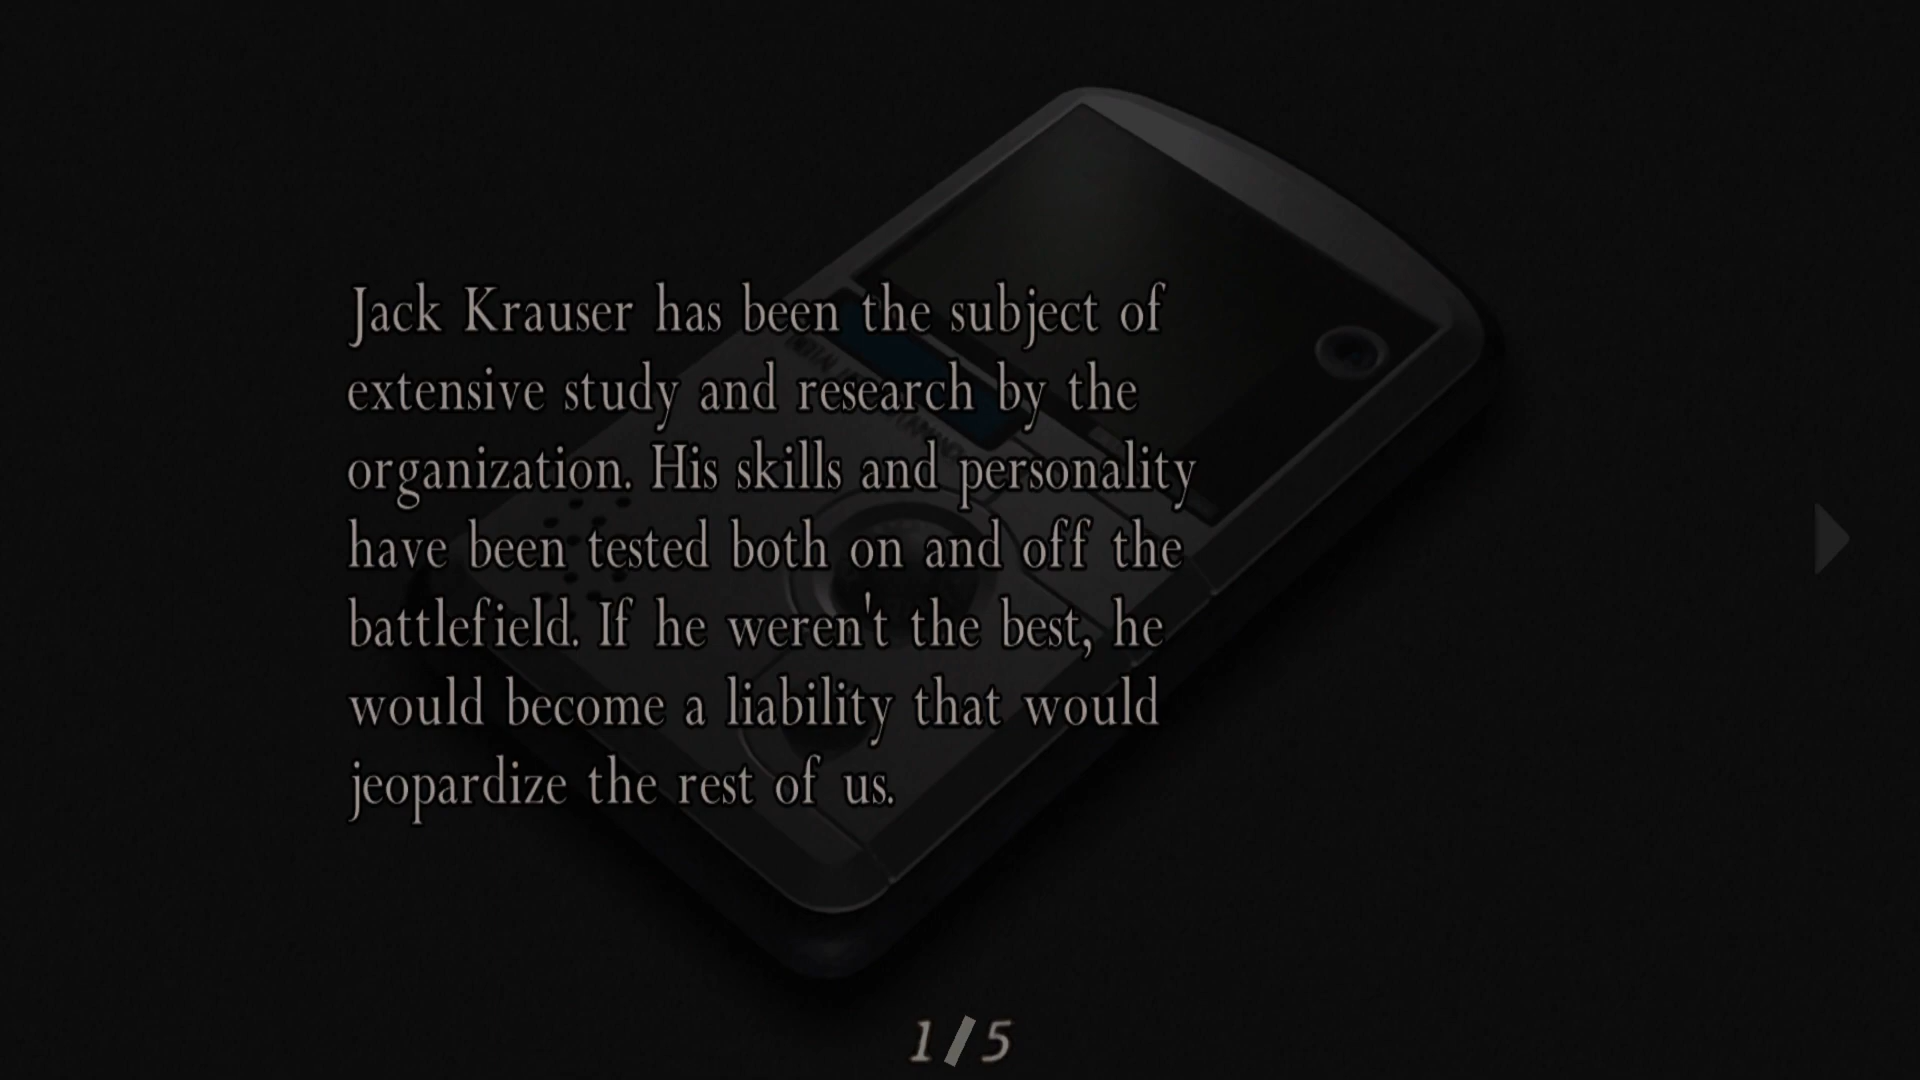 Jack Krauser has been the subject of
extensive study and research by the
organization. His skills and personality
have been tested both on and off the
battlefield. If he weren't the best, he
would become a liability that would
jeopardize the rest of us.
1/5